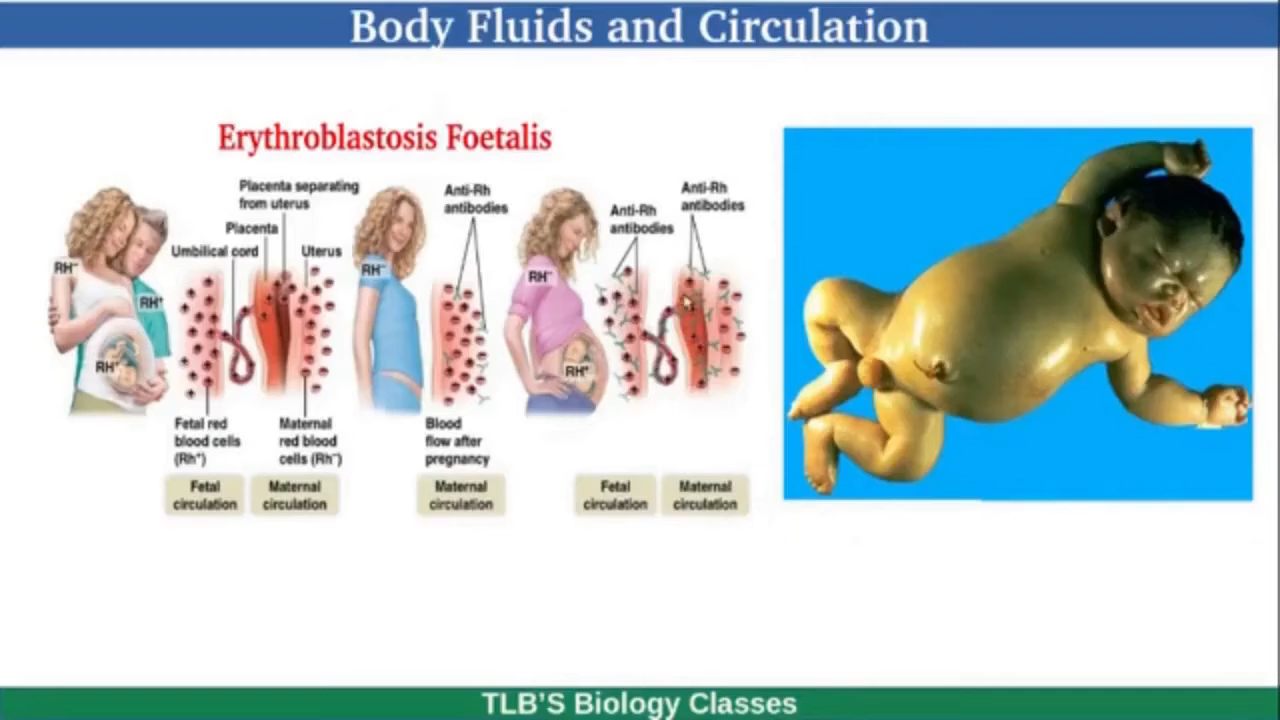 Body Fluids and Circulation
Erythroblastosis Foetalis
Placenta separating
from uterus
Placenta
Umbilical cord
Uterus
RH⁻
RH⁺
RH⁺
Fetal red
blood cells
(Rh⁺)
Maternal
red blood
cells (Rh⁻)
Fetal
circulation
Maternal
circulation
Anti-Rh
antibodies
RH⁻
Blood
flow after
pregnancy
Maternal
circulation
Anti-Rh
antibodies
Anti-Rh
antibodies
RH⁻
RH⁺
Fetal
circulation
Maternal
circulation
TLB'S Biology Classes